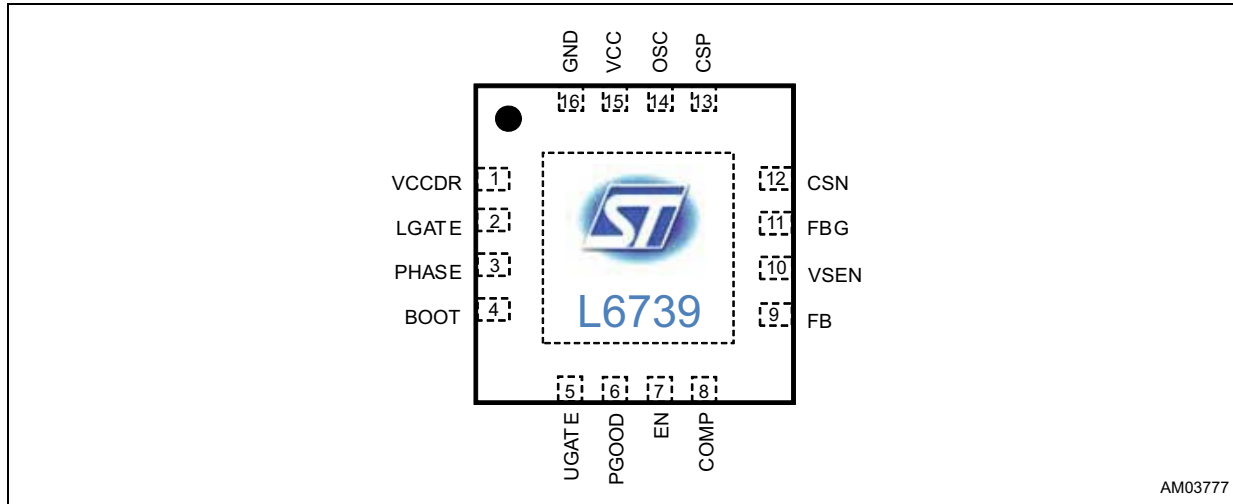 GND
VCC
OSC
CSP
16
15
14
13
VCCDR 1
LGATE 2
PHASE 3
BOOT 4
12 CSN
11 FBG
10 VSEN
9 FB
ST
L6739
5
6
7
8
UGATE
PGOOD
EN
COMP
AM03777